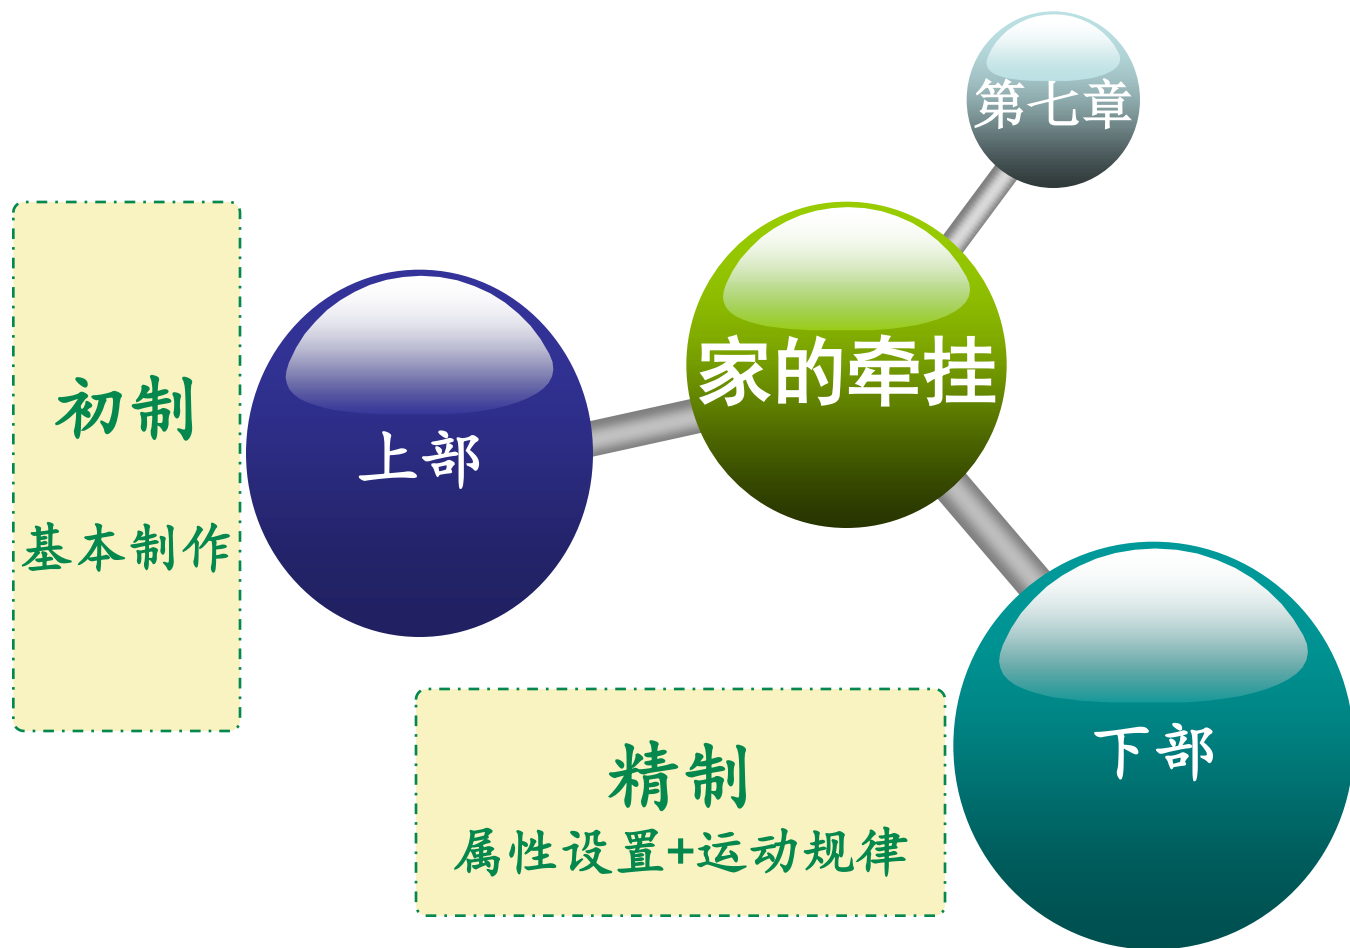 第七章
家的牵挂
初制
基本制作
上部
下部
精制
属性设置+运动规律